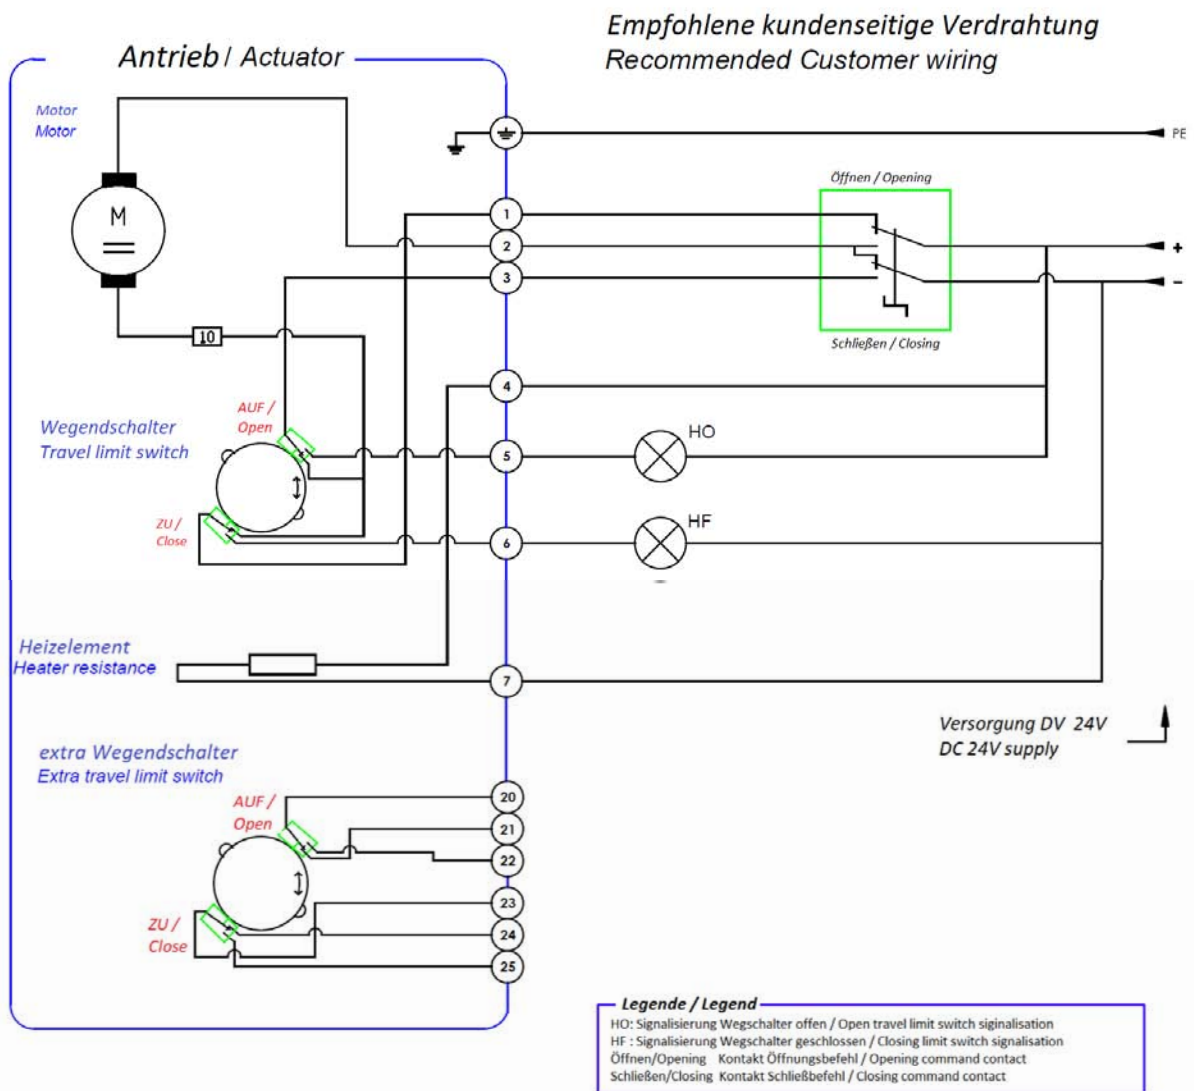 Empfohlene kundenseitige Verdrahtung
Recommended Customer wiring
Antrieb / Actuator
Motor
Motor
PE
Öffnen / Opening
M
1
2
+
3
-
10
Schließen / Closing
4
AUF /
Open
Wegendschalter
Travel limit switch
HO
5
ZU /
Close
HF
6
Heizelement
Heater resistance
7
Versorgung DV 24V
DC 24V supply
extra Wegendschalter
Extra travel limit switch
AUF /
Open
20
21
22
23
ZU /
Close
24
25
Legende / Legend
HO: Signalisierung Wegschalter offen / Open travel limit switch siginalisation
HF : Signalisierung Wegschalter geschlossen / Closing limit switch signalisation
Öffnen/Opening Kontakt Öffnungsbefehl / Opening command contact
Schließen/Closing Kontakt Schließbefehl / Closing command contact